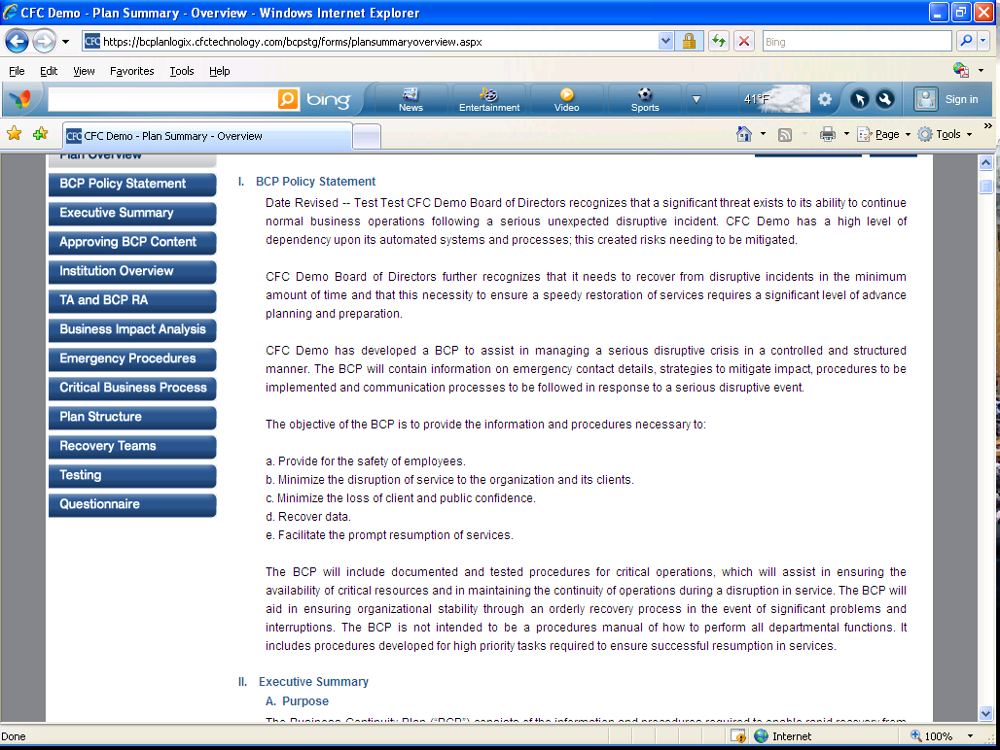 CFC Demo - Plan Summary - Overview - Windows Internet Explorer
CFC https://bcplanlogix.cfctechnology.com/bcpstg/forms/plansummaryoverview.aspx
Bing
File Edit View Favorites Tools Help
bing News Entertainment Video Sports 41°F Sign in
CFC CFC Demo - Plan Summary - Overview
Page Tools
Plan Overview
BCP Policy Statement
Executive Summary
Approving BCP Content
Institution Overview
TA and BCP RA
Business Impact Analysis
Emergency Procedures
Critical Business Process
Plan Structure
Recovery Teams
Testing
Questionnaire
I. BCP Policy Statement
Date Revised -- Test Test CFC Demo Board of Directors recognizes that a significant threat exists to its ability to continue
normal business operations following a serious unexpected disruptive incident. CFC Demo has a high level of
dependency upon its automated systems and processes; this created risks needing to be mitigated.
CFC Demo Board of Directors further recognizes that it needs to recover from disruptive incidents in the minimum
amount of time and that this necessity to ensure a speedy restoration of services requires a significant level of advance
planning and preparation.
CFC Demo has developed a BCP to assist in managing a serious disruptive crisis in a controlled and structured
manner. The BCP will contain information on emergency contact details, strategies to mitigate impact, procedures to be
implemented and communication processes to be followed in response to a serious disruptive event.
The objective of the BCP is to provide the information and procedures necessary to:
a. Provide for the safety of employees.
b. Minimize the disruption of service to the organization and its clients.
c. Minimize the loss of client and public confidence.
d. Recover data.
e. Facilitate the prompt resumption of services.
The BCP will include documented and tested procedures for critical operations, which will assist in ensuring the
availability of critical resources and in maintaining the continuity of operations during a disruption in service. The BCP will
aid in ensuring organizational stability through an orderly recovery process in the event of significant problems and
interruptions. The BCP is not intended to be a procedures manual of how to perform all departmental functions. It
includes procedures developed for high priority tasks required to ensure successful resumption in services.
II. Executive Summary
A. Purpose
The Business Continuity Plan ("BCP") consists of the information and procedures required to enable rapid recovery from
Done
Internet
100%